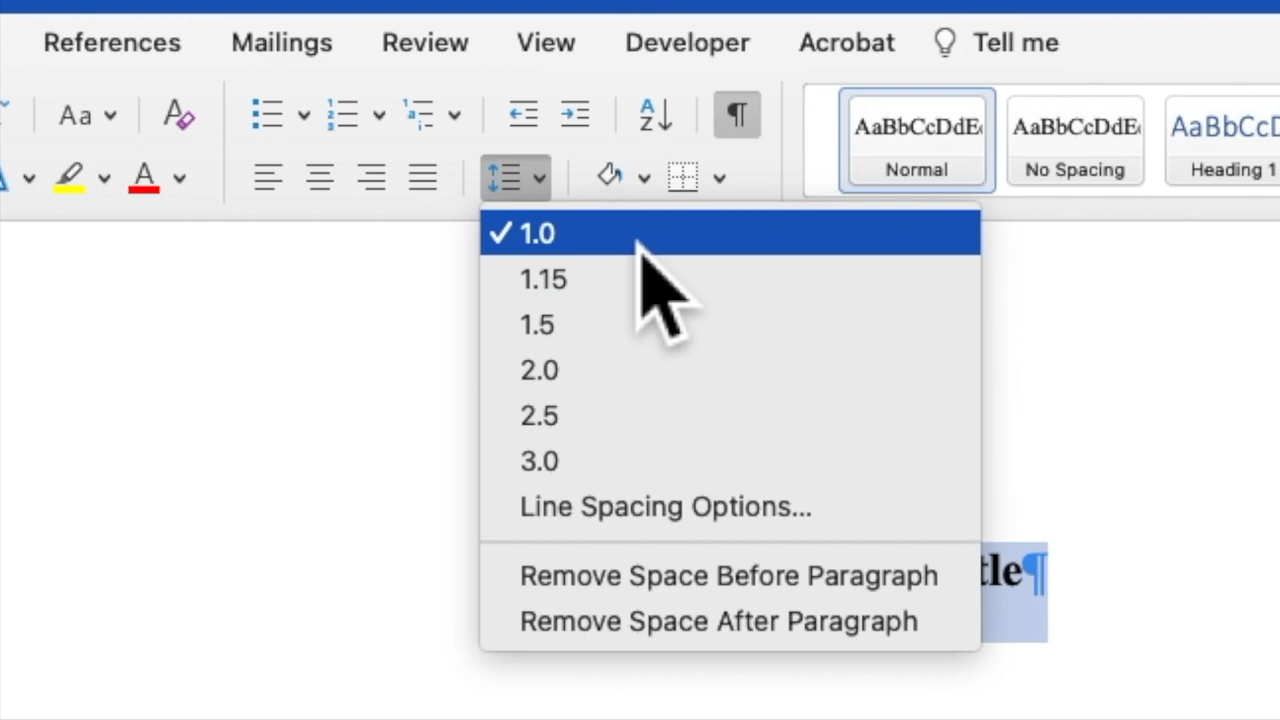 References Mailings Review View Developer Acrobat Tell me
Aa
AaBbCcDdE AaBbCcDdE AaBbCcD
Normal No Spacing Heading 1
A
1.0
1.15
1.5
2.0
2.5
3.0
Line Spacing Options...
tle¶
Remove Space Before Paragraph
Remove Space After Paragraph